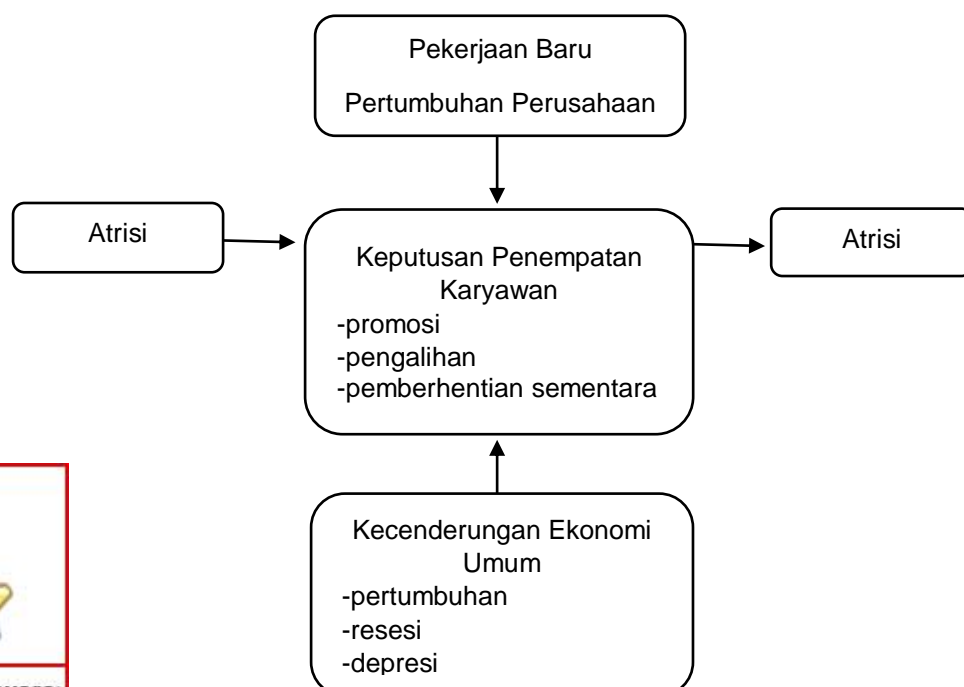 Pekerjaan Baru
Pertumbuhan Perusahaan
Atrisi
Keputusan Penempatan
Karyawan
-promosi
-pengalihan
-pemberhentian sementara
Atrisi
Kecenderungan Ekonomi
Umum
-pertumbuhan
-resesi
-depresi